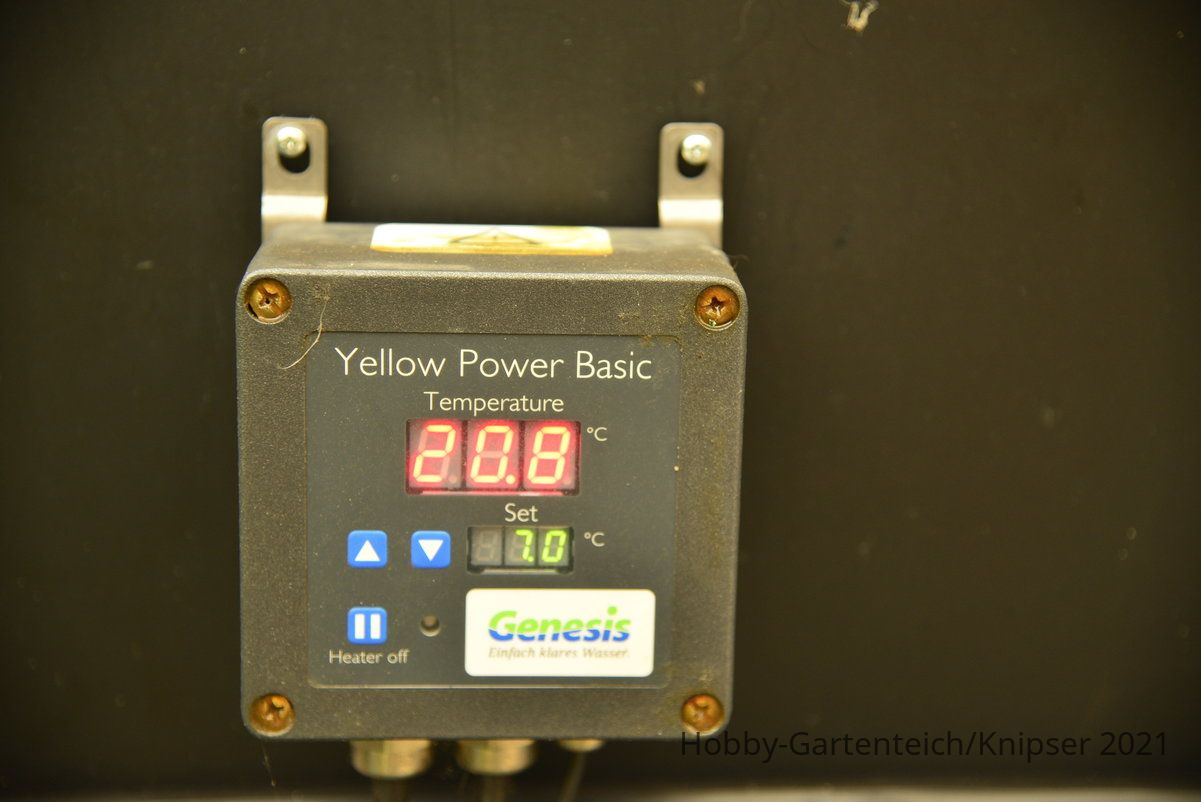 Yellow Power Basic
Temperature
20.8 °C
Set
7.0 °C
Genesis
Einfach klares Wasser.
Heater off
Hobby-Gartenteich/Knipser 2021